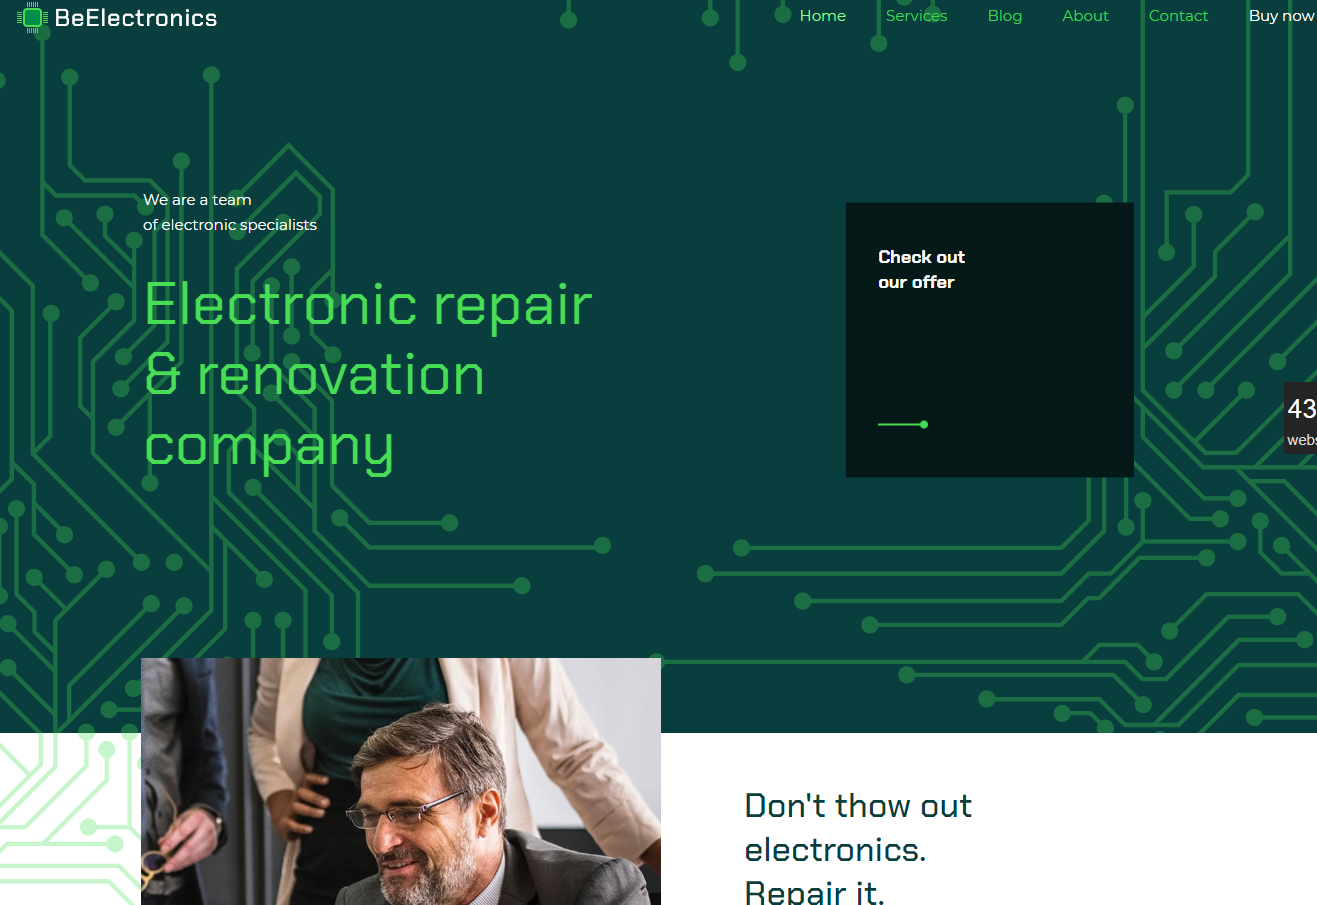 BeElectronics
Home
Services
Blog
About
Contact
Buy now
We are a team
of electronic specialists
Electronic repair
& renovation
company
Check out
our offer
43
webs
Don't thow out
electronics.
Repair it.